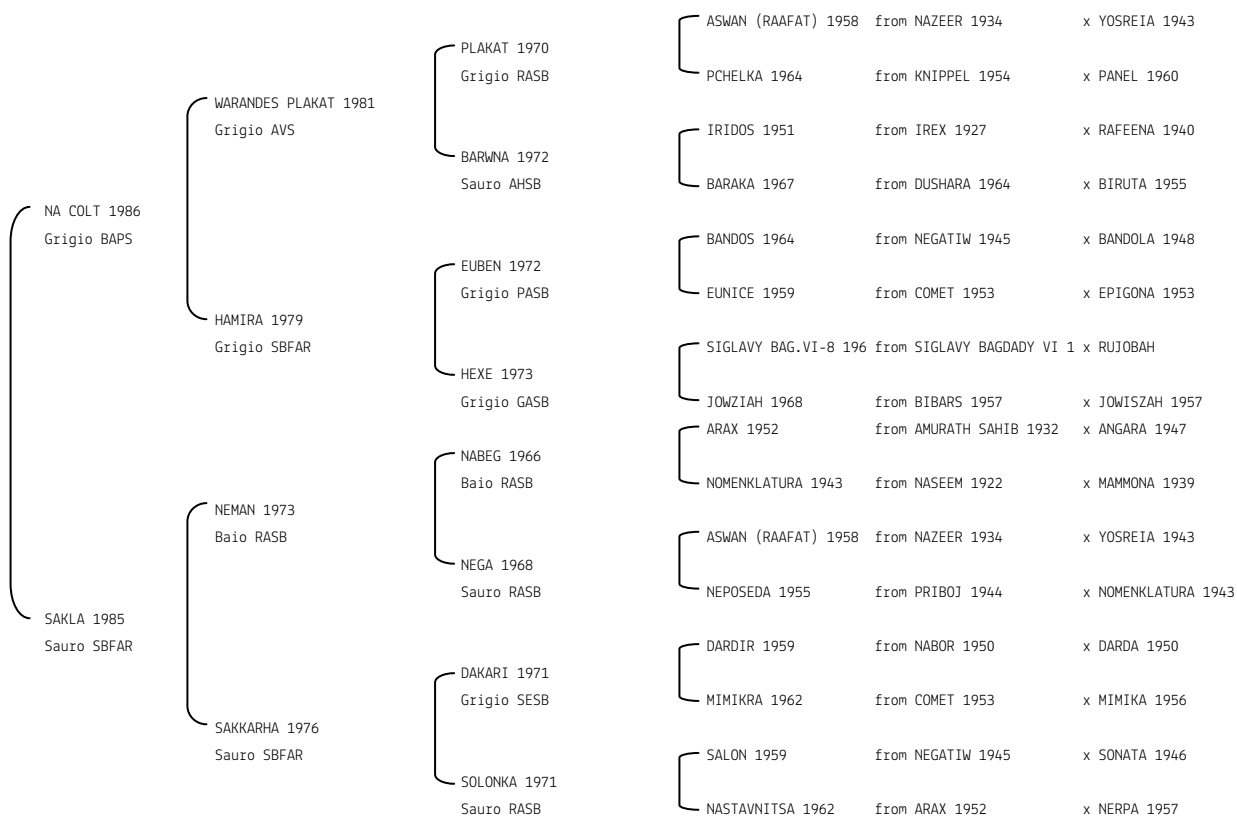 ASWAN (RAAFAT) 1958 from NAZEER 1934 x YOSREIA 1943
PLAKAT 1970
Grigio RASB
PCHELKA 1964 from KNIPPEL 1954 x PANEL 1960
WARANDES PLAKAT 1981
Grigio AVS
IRIDOS 1951 from IREX 1927 x RAFEENA 1940
BARWNA 1972
Sauro AHSB
BARAKA 1967 from DUSHARA 1964 x BIRUTA 1955
NA COLT 1986
Grigio BAPS
BANDOS 1964 from NEGATIW 1945 x BANDOLA 1948
EUBEN 1972
Grigio PASB
EUNICE 1959 from COMET 1953 x EPIGONA 1953
HAMIRA 1979
Grigio SBFAR
SIGLAVY BAG.VI-8 196 from SIGLAVY BAGDADY VI 1 x RUJOBAH
HEXE 1973
Grigio GASB
JOWZIAH 1968 from BIBARS 1957 x JOWISZAH 1957
ARAX 1952 from AMURATH SAHIB 1932 x ANGARA 1947
NABEG 1966
Baio RASB
NOMENKLATURA 1943 from NASEEM 1922 x MAMMONA 1939
NEMAN 1973
Baio RASB
ASWAN (RAAFAT) 1958 from NAZEER 1934 x YOSREIA 1943
NEGA 1968
Sauro RASB
NEPOSEDA 1955 from PRIBOJ 1944 x NOMENKLATURA 1943
SAKLA 1985
Sauro SBFAR
DARDIR 1959 from NABOR 1950 x DARDA 1950
DAKARI 1971
Grigio SESB
MIMIKRA 1962 from COMET 1953 x MIMIKA 1956
SAKKARHA 1976
Sauro SBFAR
SALON 1959 from NEGATIW 1945 x SONATA 1946
SOLONKA 1971
Sauro RASB
NASTAVNITSA 1962 from ARAX 1952 x NERPA 1957